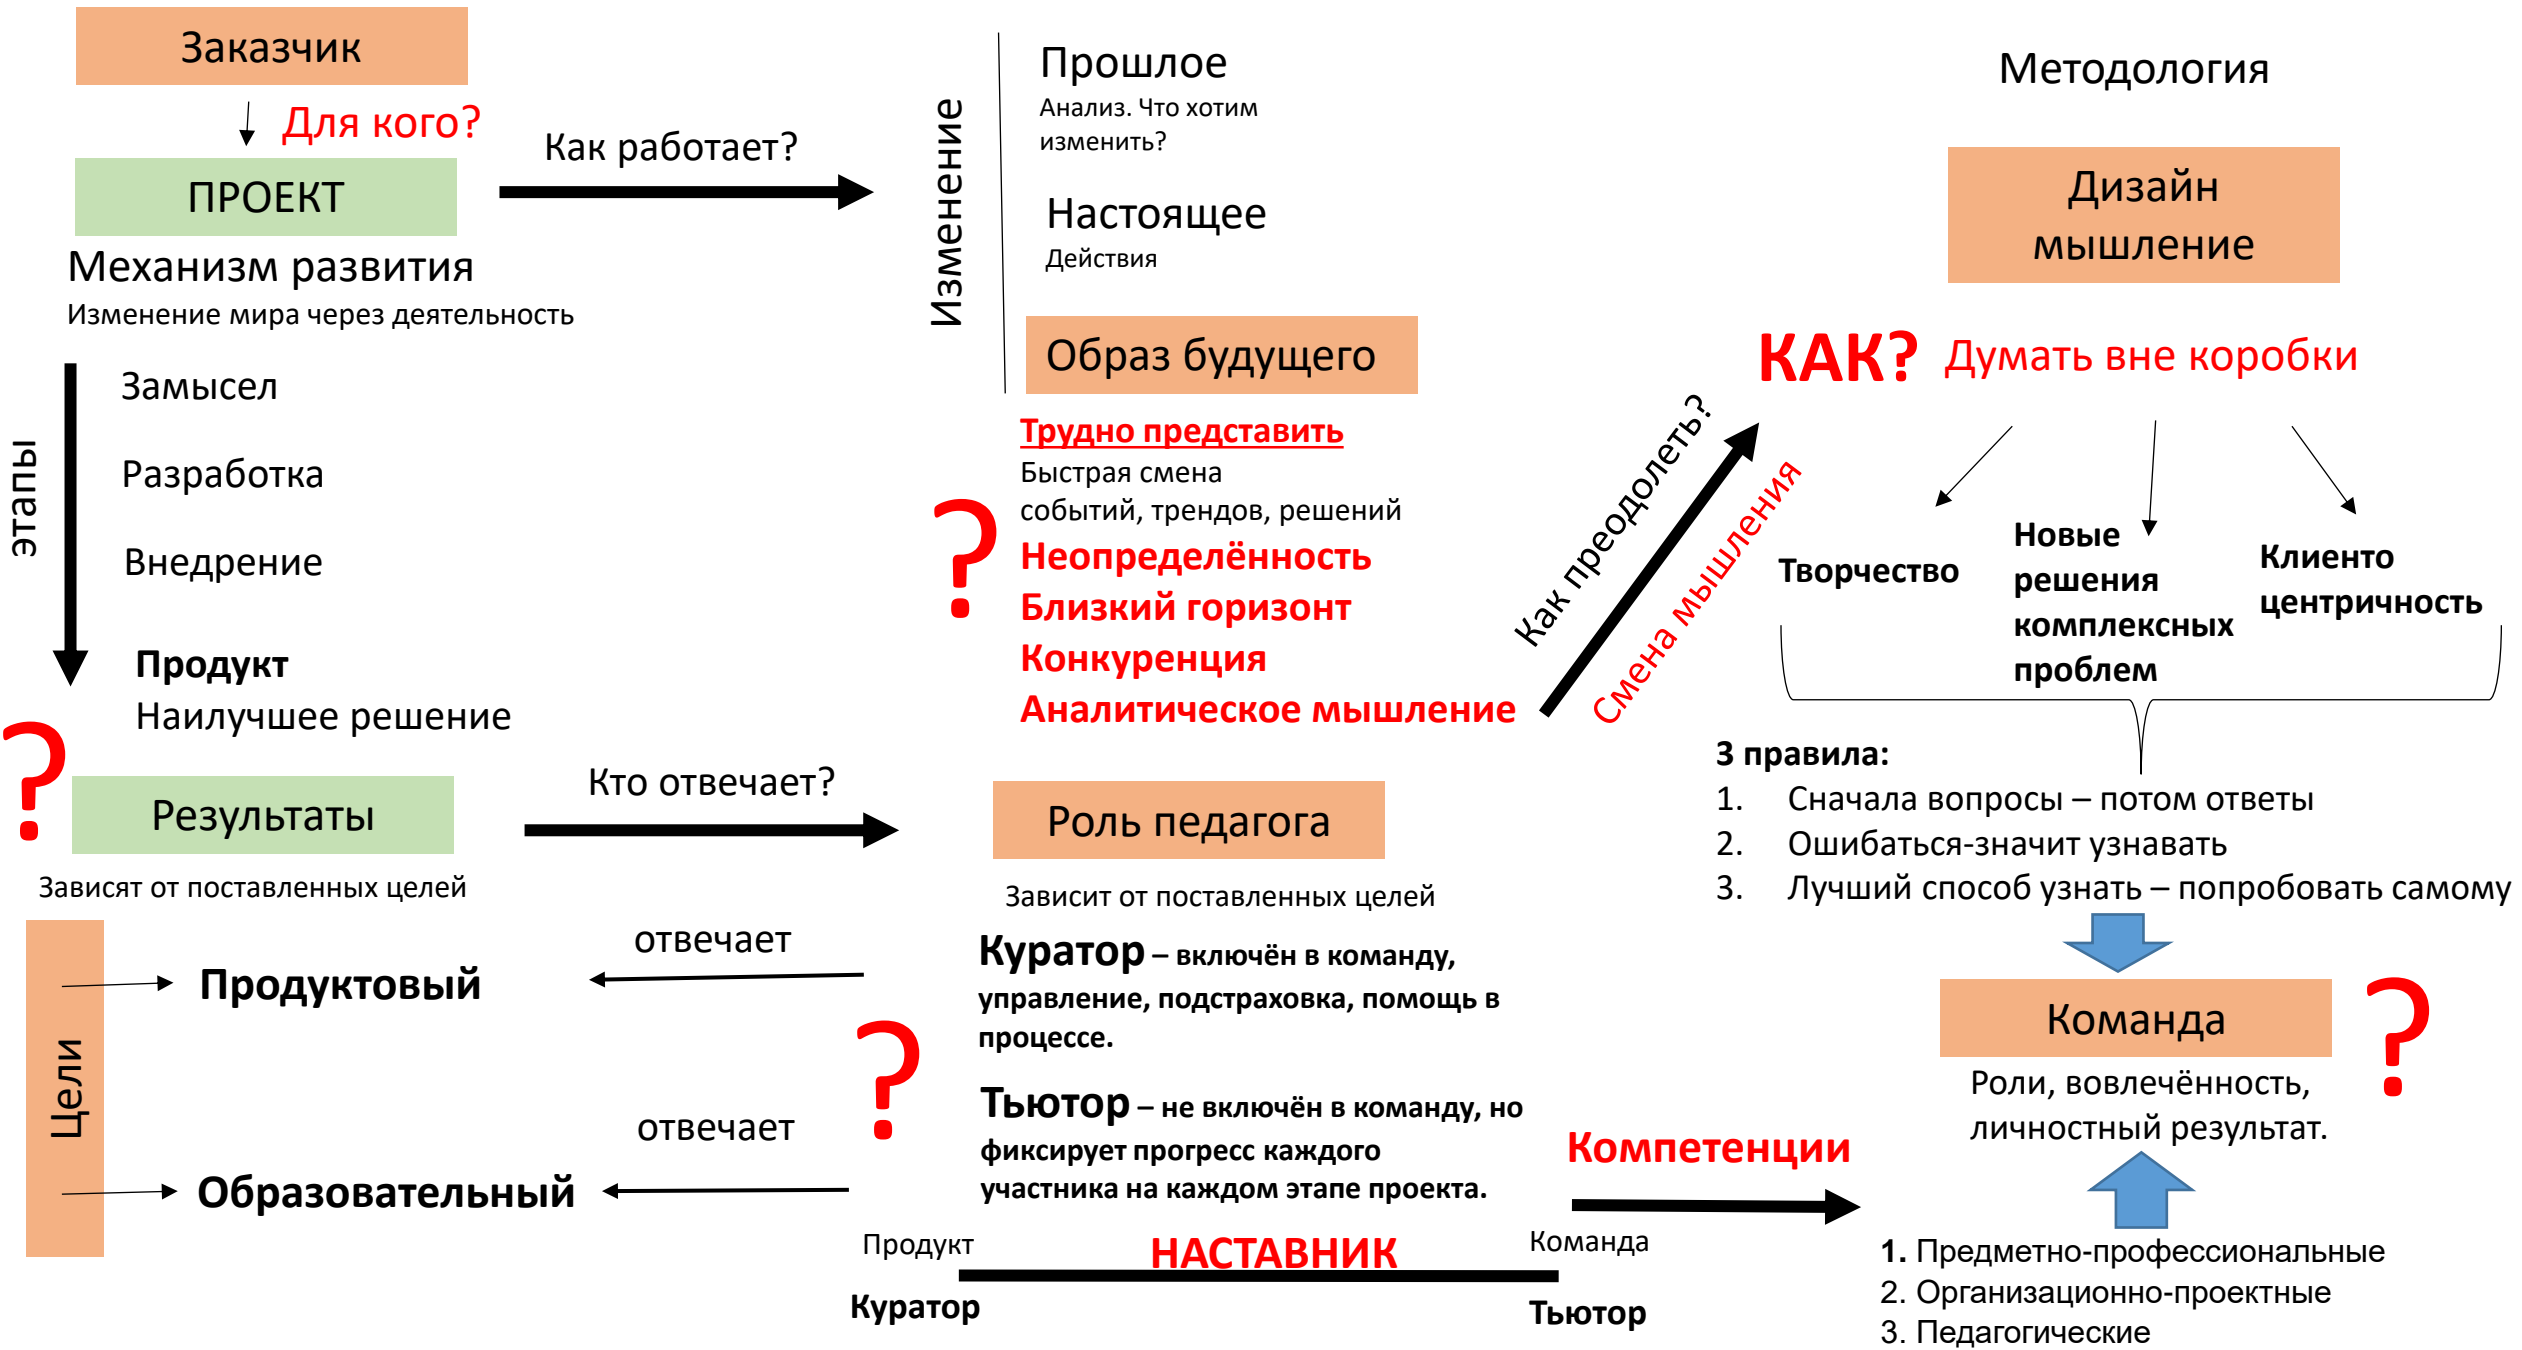 Заказчик
Для кого?
ПРОЕКТ
Механизм развития
Изменение мира через деятельность
этапы
Замысел
Разработка
Внедрение
Продукт
Наилучшее решение
?
Результаты
Зависят от поставленных целей
Цели
Продуктовый
Образовательный
Как работает?
Изменение
Прошлое
Анализ. Что хотим
изменить?
Настоящее
Действия
Образ будущего
Трудно представить
Быстрая смена
событий, трендов, решений
?
Неопределённость
Близкий горизонт
Конкуренция
Аналитическое мышление
Кто отвечает?
Роль педагога
Зависит от поставленных целей
отвечает
Куратор – включён в команду,
управление, подстраховка, помощь в
процессе.
?
отвечает
Тьютор – не включён в команду, но
фиксирует прогресс каждого
участника на каждом этапе проекта.
Продукт
НАСТАВНИК
Команда
Куратор
Тьютор
Как преодолеть?
Смена мышления
Методология
Дизайн
мышление
КАК? Думать вне коробки
Творчество
Новые
решения
комплексных
проблем
Клиенто
центричность
3 правила:
1. Сначала вопросы – потом ответы
2. Ошибаться-значит узнавать
3. Лучший способ узнать – попробовать самому
Команда
?
Роли, вовлечённость,
личностный результат.
Компетенции
1. Предметно-профессиональные
2. Организационно-проектные
3. Педагогические